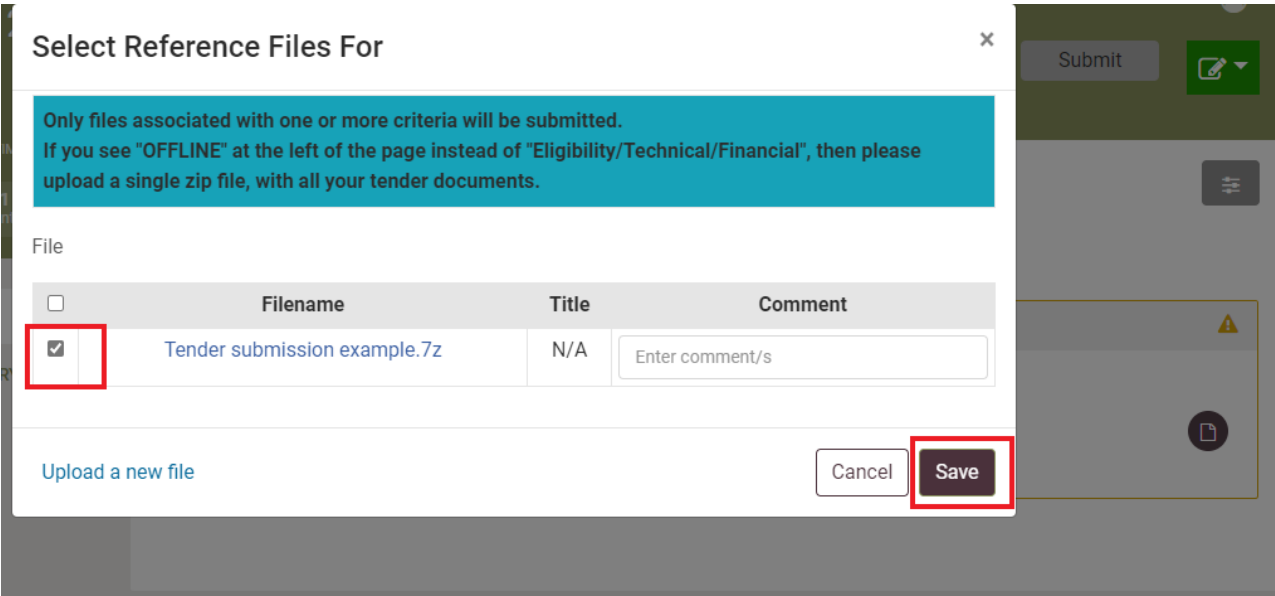 Select Reference Files For ×
Submit
Only files associated with one or more criteria will be submitted.
If you see "OFFLINE" at the left of the page instead of "Eligibility/Technical/Financial", then please
upload a single zip file, with all your tender documents.
File
Filename Title Comment
Tender submission example.7z N/A Enter comment/s
Upload a new file Cancel Save